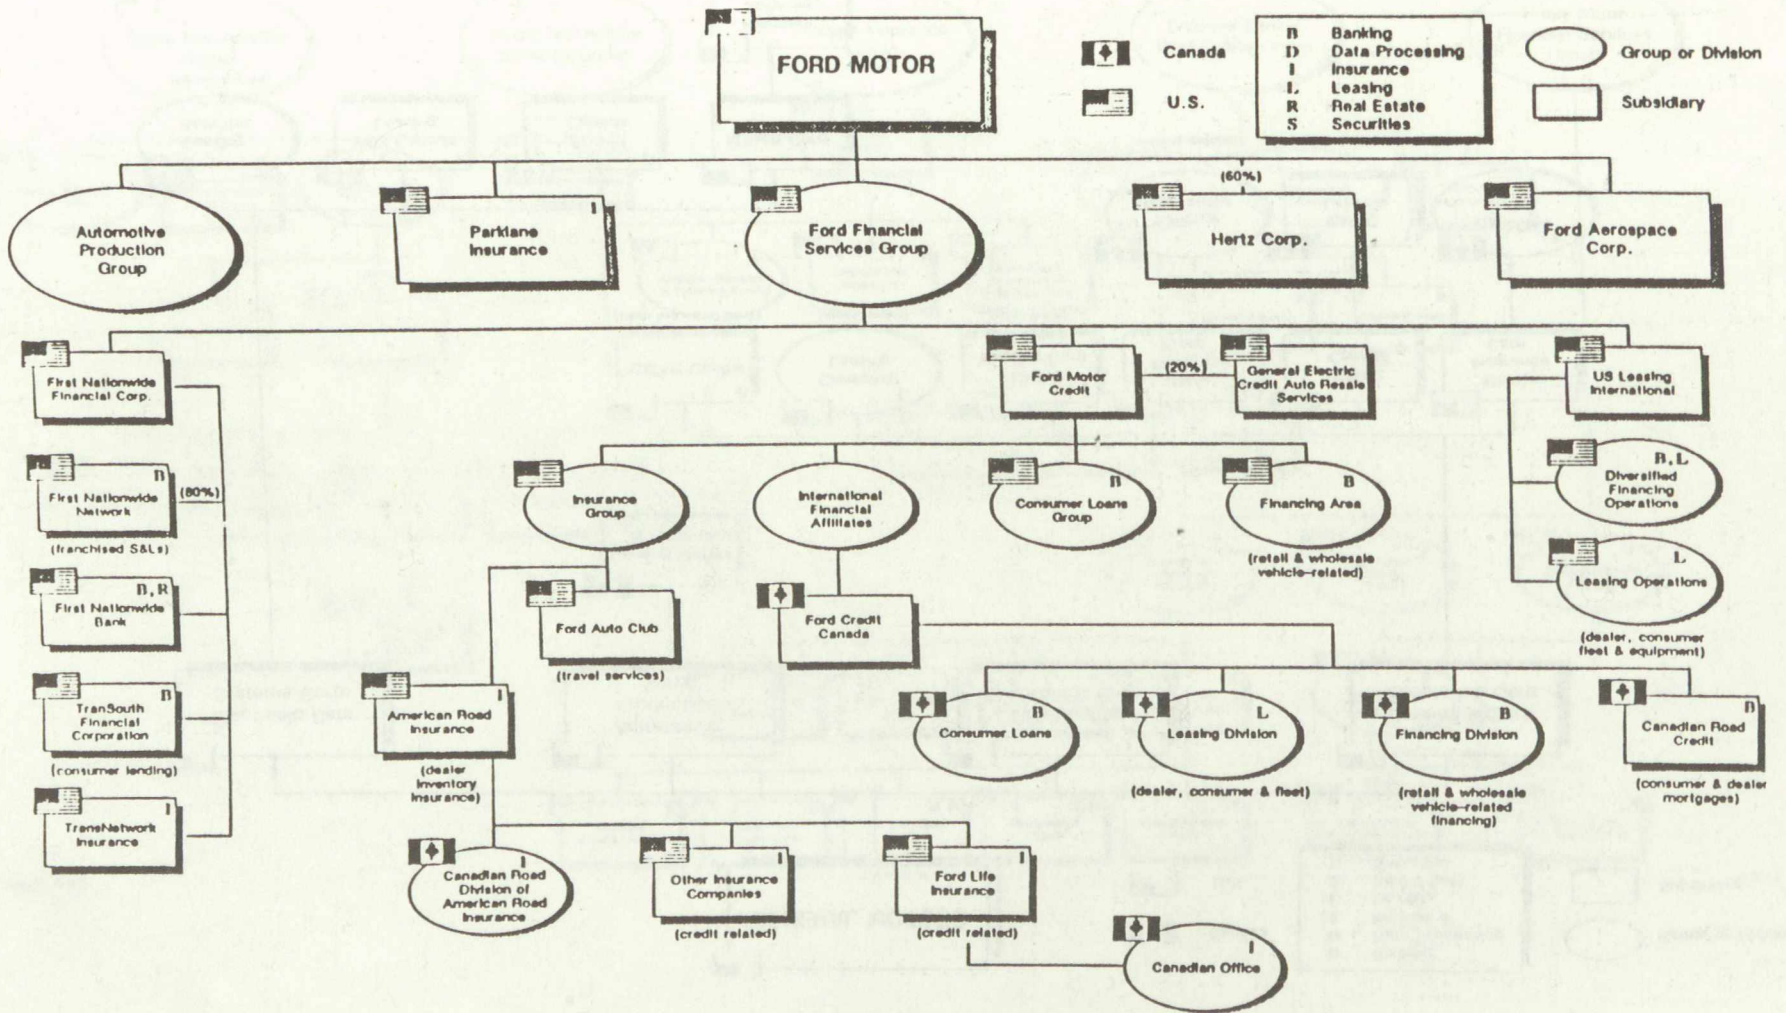 FORD MOTOR
Canada
U.S.
B Banking
D Data Processing
I Insurance
L Leasing
R Real Estate
S Securities
Group or Division
Subsidiary
(60%)
Automotive
Production
Group
I
Parklane
Insurance
Ford Financial
Services Group
Hertz Corp.
Ford Aerospace
Corp.
First Nationwide
Financial Corp.
Ford Motor
Credit
(20%)
General Electric
Credit Auto Resale
Services
US Leasing
International
B
First Nationwide
Network
(80%)
(franchised S&Ls)
Insurance
Group
International
Financial
Affiliates
B
Consumer Loans
Group
B
Financing Area
(retail & wholesale
vehicle-related)
B, L
Diversified
Financing
Operations
L
Leasing Operations
(dealer, consumer
fleet & equipment)
B, R
First Nationwide
Bank
Ford Auto Club
(travel services)
Ford Credit
Canada
B
TranSouth
Financial
Corporation
(consumer lending)
I
American Road
Insurance
(dealer
inventory
insurance)
B
Consumer Loans
L
Leasing Division
(dealer, consumer & fleet)
B
Financing Division
(retail & wholesale
vehicle-related
financing)
B
Canadian Road
Credit
(consumer & dealer
mortgages)
I
TransNetwork
Insurance
I
Canadian Road
Division of
American Road
Insurance
I
Other Insurance
Companies
(credit related)
I
Ford Life
Insurance
(credit related)
I
Canadian Office